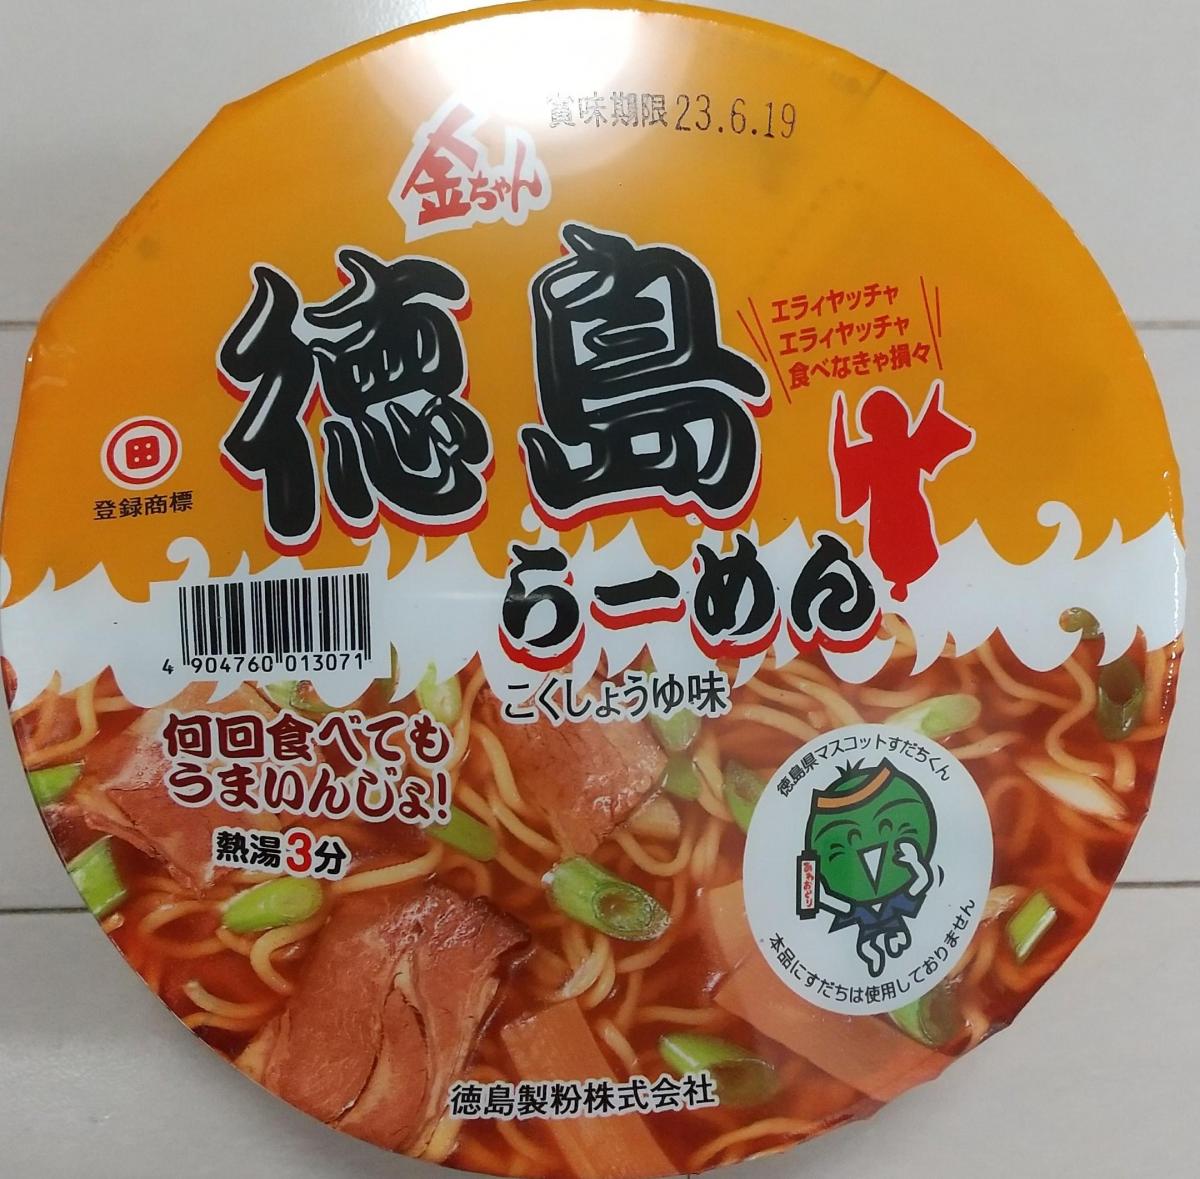 賞味期限 23.6.19
金ちゃん
徳島
らーめん
こくしょうゆ味
エライヤッチャ
エライヤッチャ
食べなきゃ損々
登録商標
4 904760 013071
何回食べても
うまいんじょ!
熱湯3分
徳島県マスコットすだちくん
あわおどり
本品にすだちは使用しておりません
徳島製粉株式会社